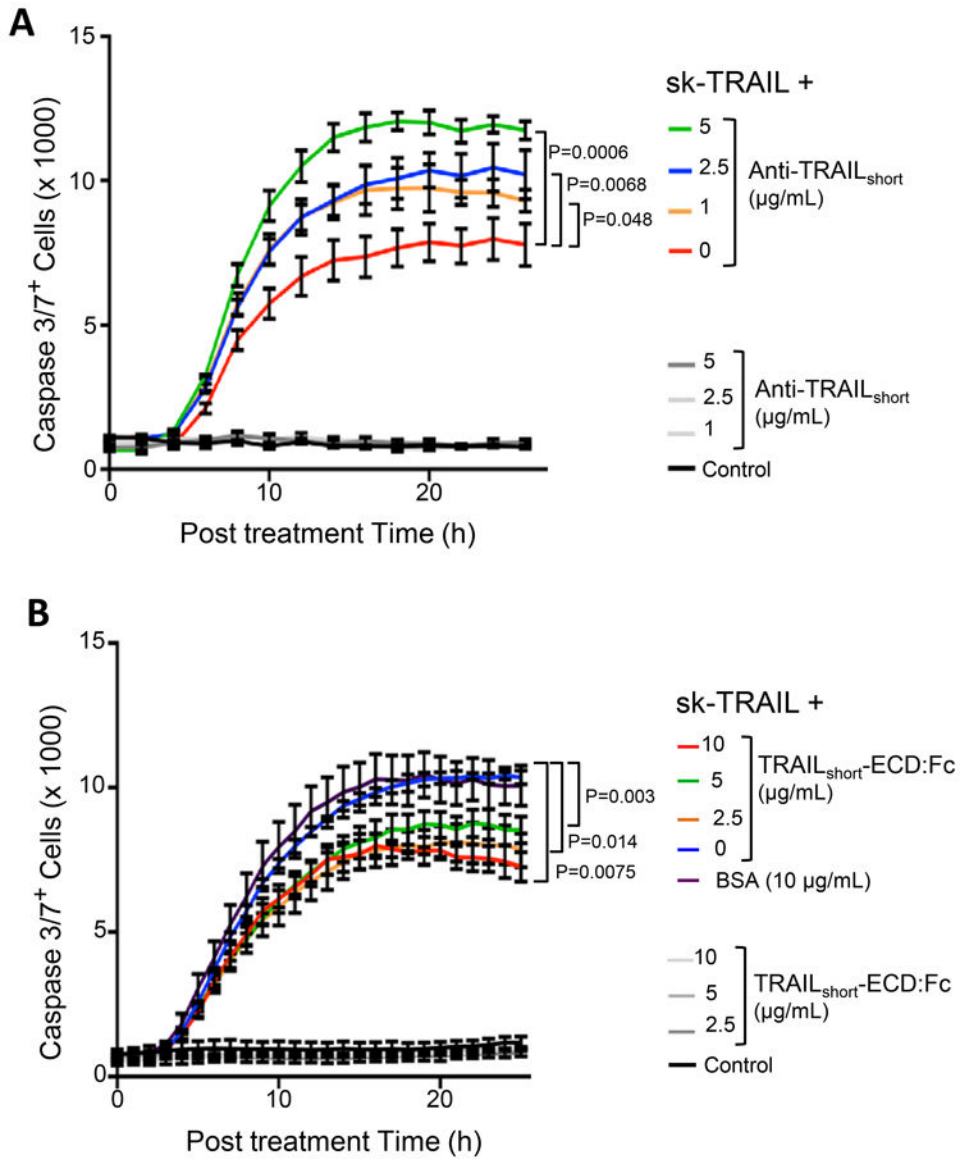 A
15
10
5
0
0
10
20
Caspase 3/7+ Cells (x 1000)
Post treatment Time (h)
P=0.0006
P=0.0068
P=0.048
sk-TRAIL +
5
2.5
1
0
Anti-TRAILshort
(µg/mL)
5
2.5
1
Anti-TRAILshort
(µg/mL)
Control
B
15
10
5
0
0
10
20
Caspase 3/7+ Cells (x 1000)
Post treatment Time (h)
P=0.003
P=0.014
P=0.0075
sk-TRAIL +
10
5
2.5
0
TRAILshort-ECD:Fc
(µg/mL)
BSA (10 µg/mL)
10
5
2.5
TRAILshort-ECD:Fc
(µg/mL)
Control